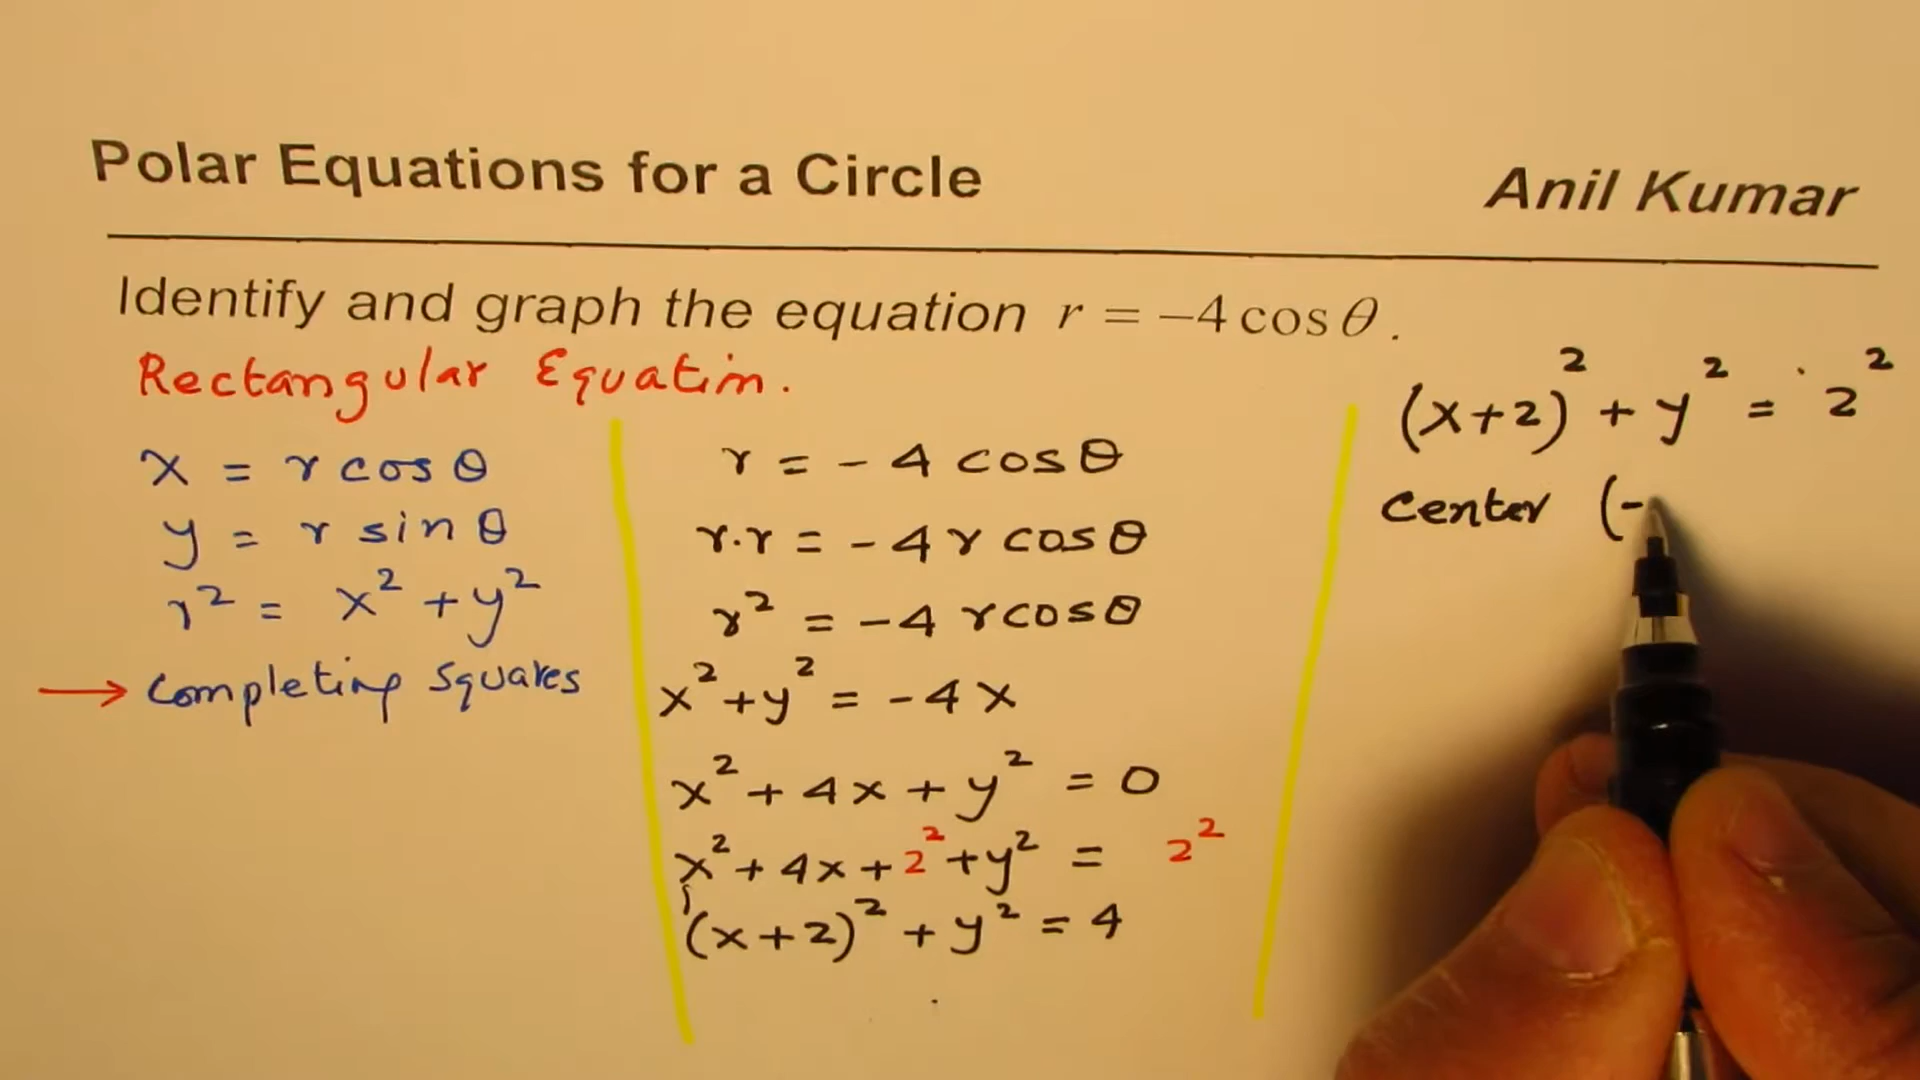 Polar Equations for a Circle
Anil Kumar
Identify and graph the equation r = −4 cos θ.
Rectangular Equatim.
x = r cos θ
y = r sin θ
r² = x² + y²
→ Completing Squares
r = - 4 cos θ
r·r = - 4 r cos θ
r² = -4 r cos θ
x² + y² = -4x
x² + 4x + y² = 0
x² + 4x + 2² + y² = 2²
(x+2)² + y² = 4
(x+2)² + y² = 2²
Center (-